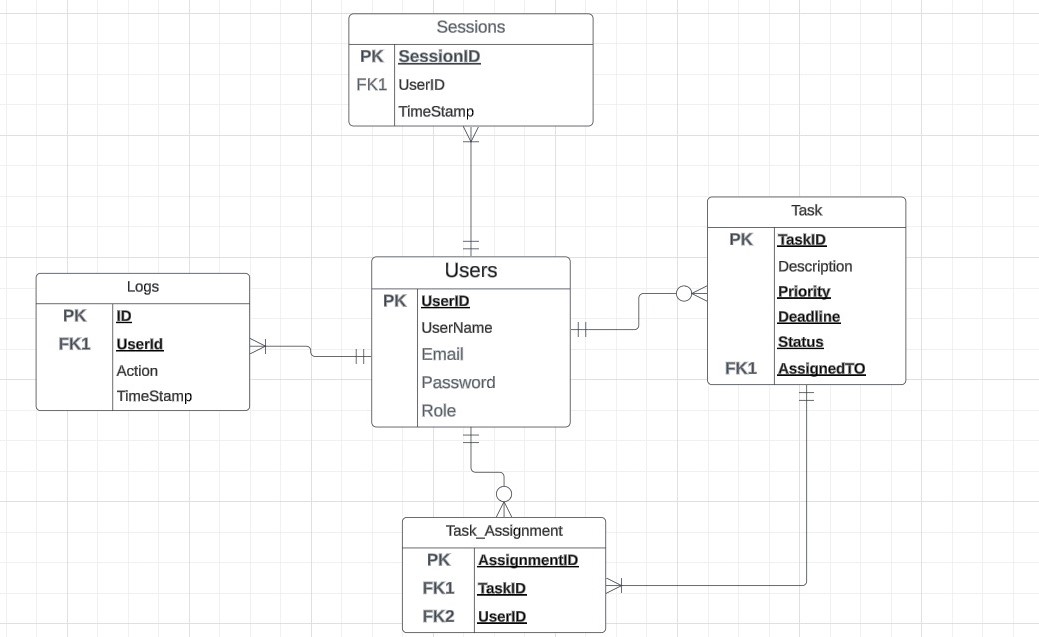 Sessions
PK SessionID
FK1 UserID
TimeStamp
Task
PK TaskID
Description
Priority
Deadline
Status
FK1 AssignedTO
Users
PK UserID
UserName
Email
Password
Role
Logs
PK ID
FK1 UserId
Action
TimeStamp
Task_Assignment
PK AssignmentID
FK1 TaskID
FK2 UserID